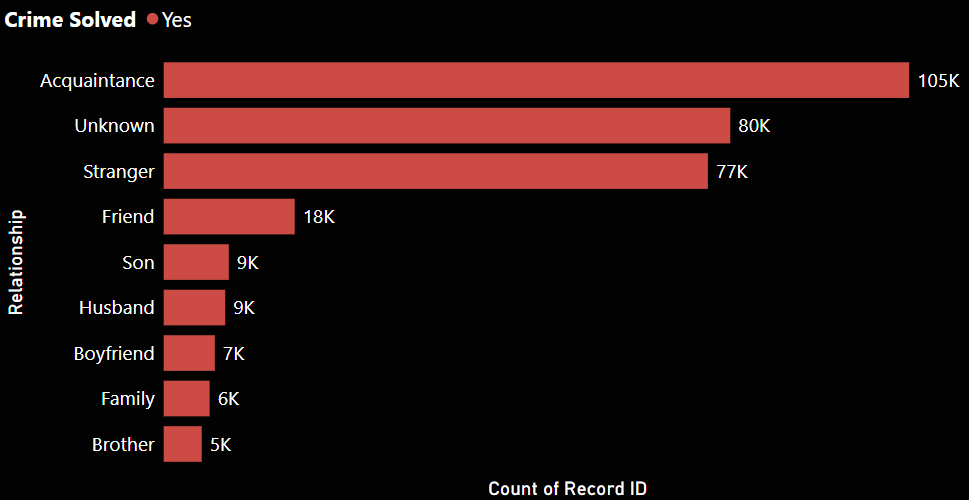 Crime Solved Yes
Acquaintance 105K
Unknown 80K
Stranger 77K
Friend 18K
Son 9K
Husband 9K
Boyfriend 7K
Family 6K
Brother 5K
Relationship
Count of Record ID